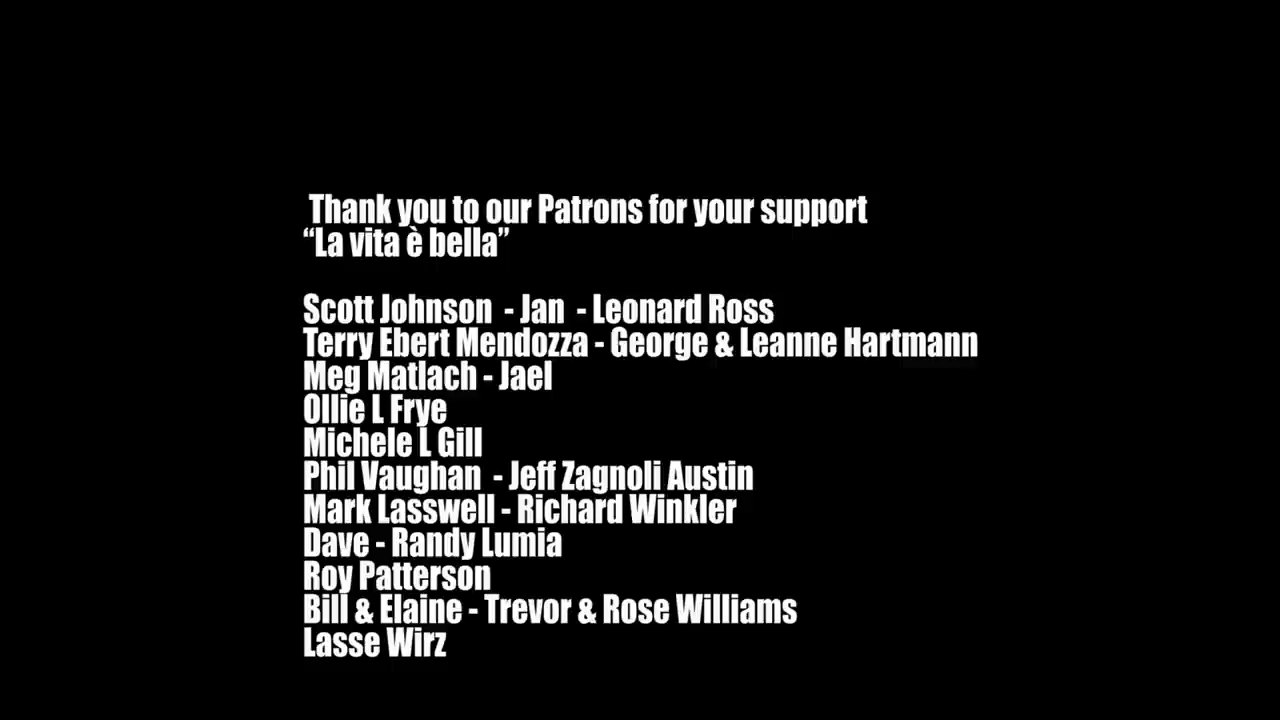 Thank you to our Patrons for your support
“La vita è bella”
Scott Johnson - Jan - Leonard Ross
Terry Ebert Mendozza - George & Leanne Hartmann
Meg Matlach - Jael
Ollie L Frye
Michele L Gill
Phil Vaughan - Jeff Zagnoli Austin
Mark Lasswell - Richard Winkler
Dave - Randy Lumia
Roy Patterson
Bill & Elaine - Trevor & Rose Williams
Lasse Wirz